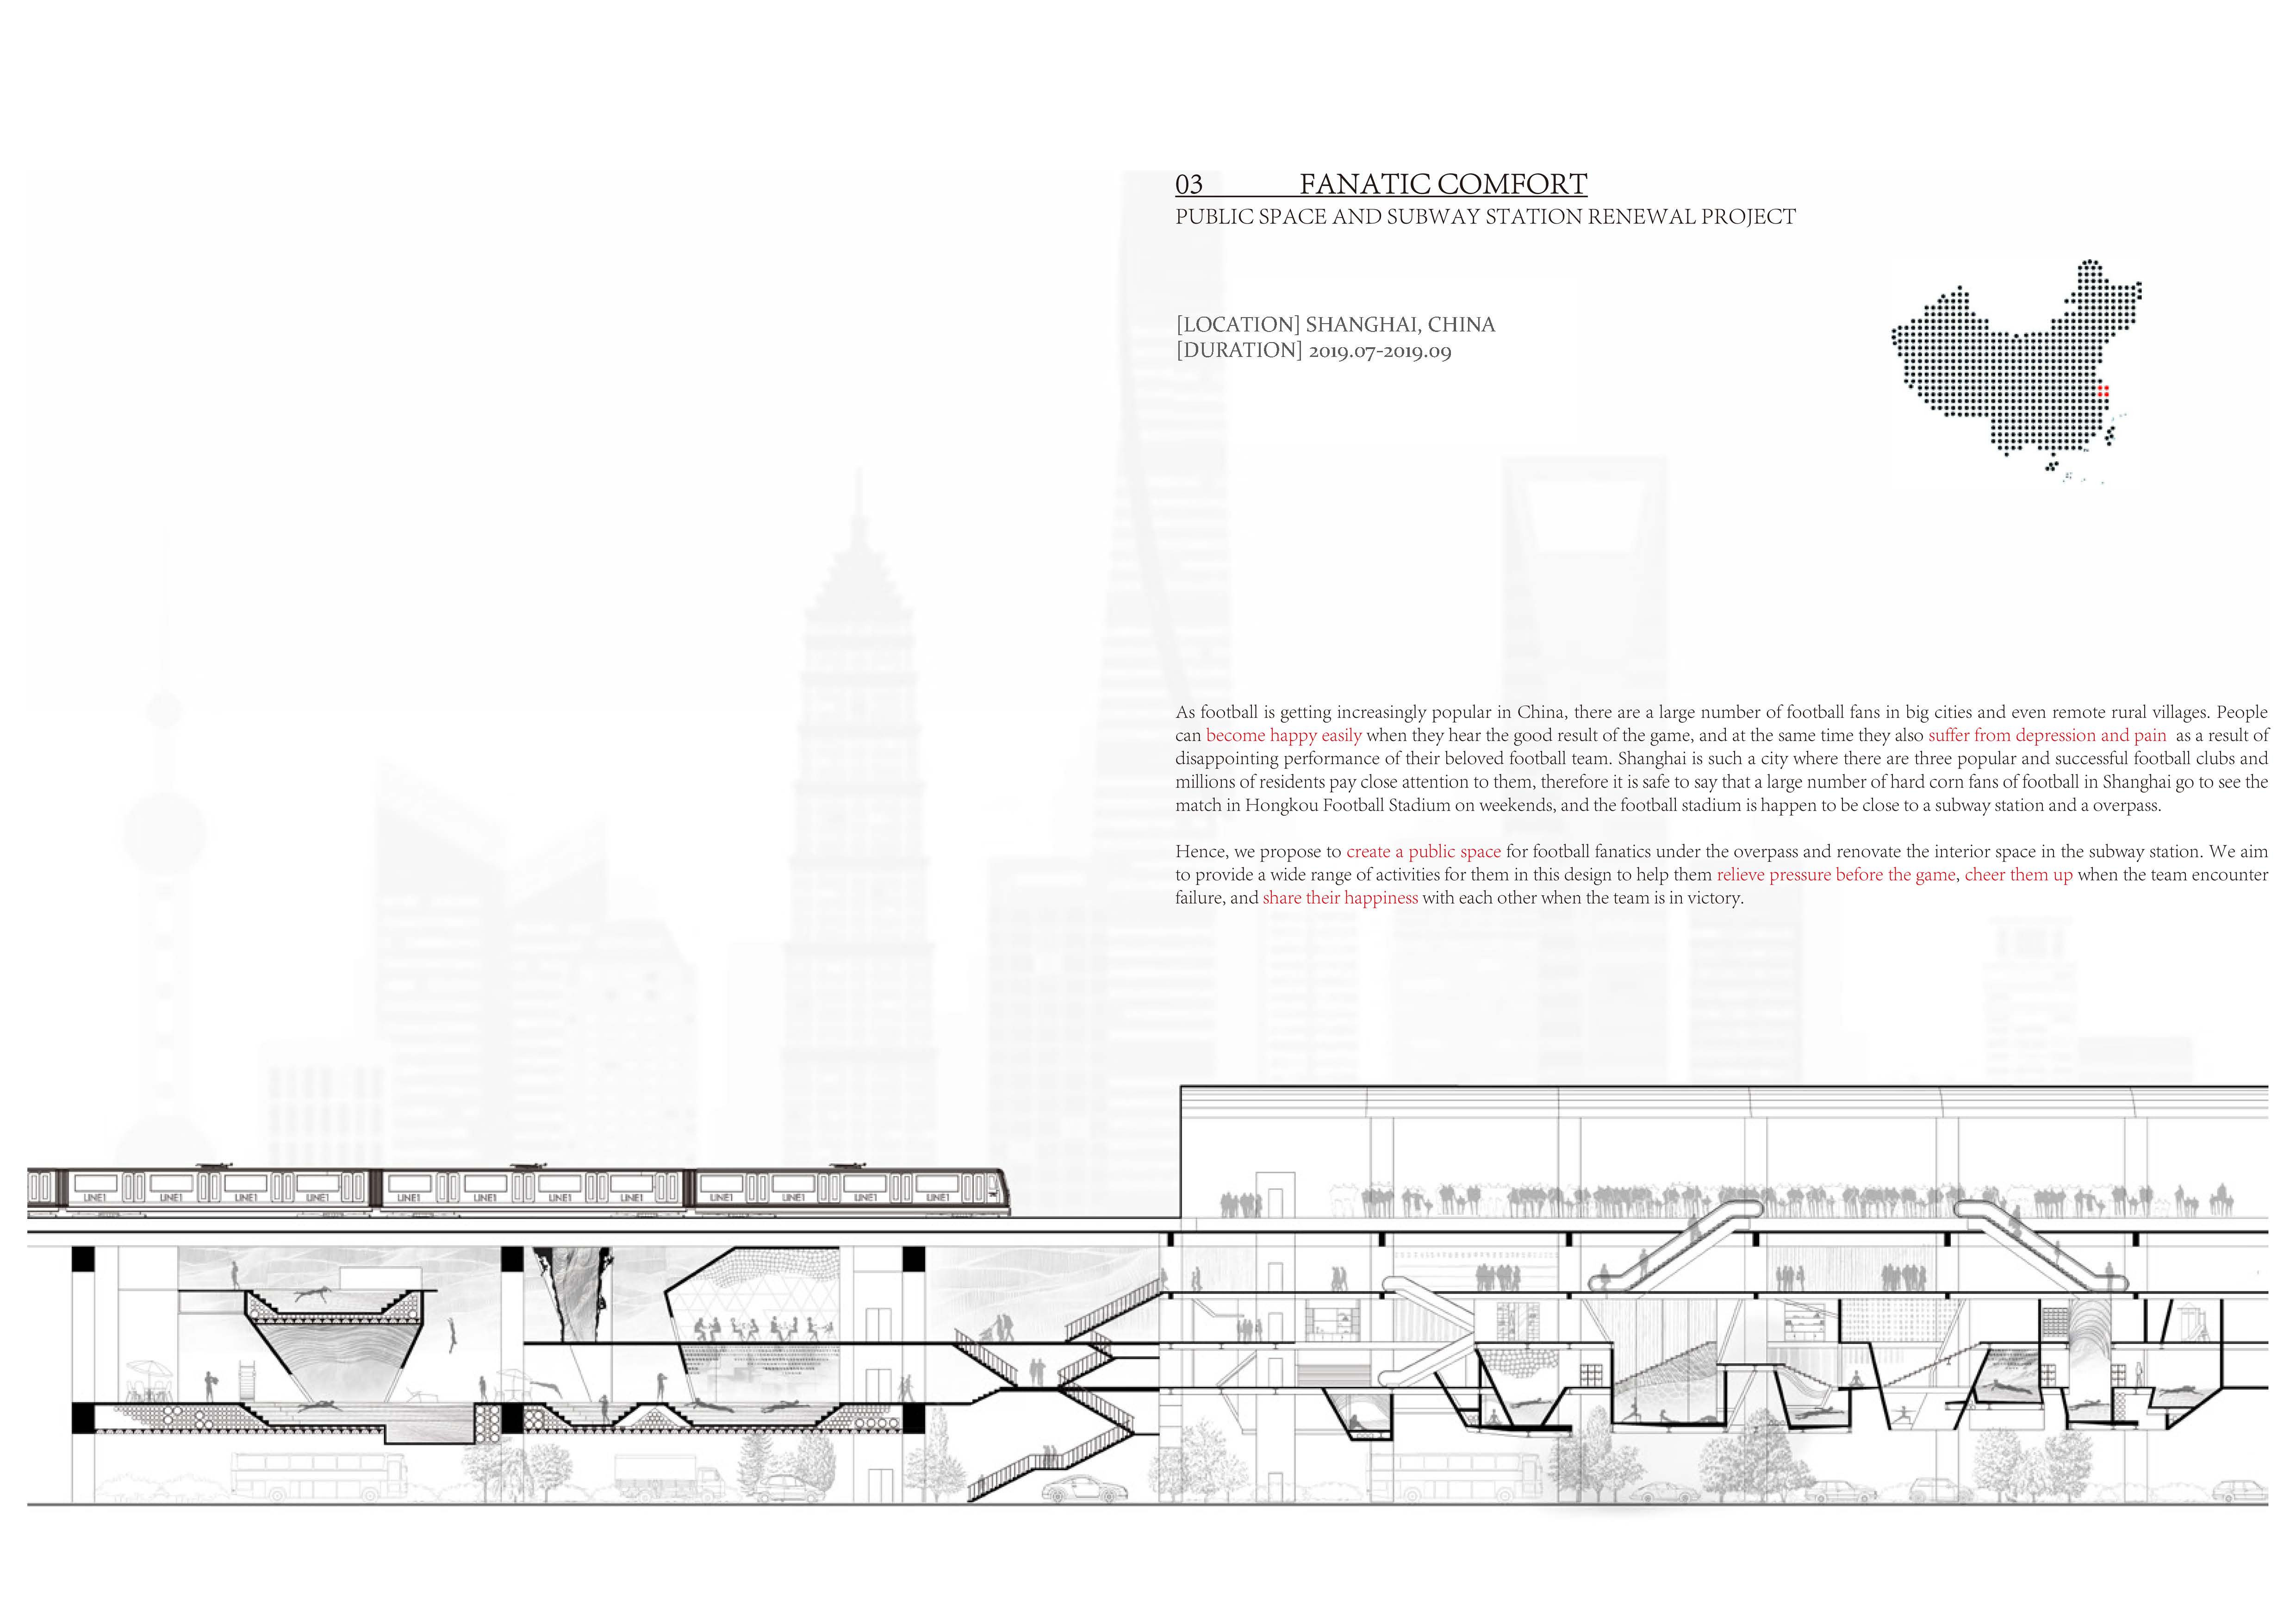 03 FANATIC COMFORT
PUBLIC SPACE AND SUBWAY STATION RENEWAL PROJECT
[LOCATION] SHANGHAI, CHINA
[DURATION] 2019.07-2019.09
As football is getting increasingly popular in China, there are a large number of football fans in big cities and even remote rural villages. People
can become happy easily when they hear the good result of the game, and at the same time they also suffer from depression and pain as a result of
disappointing performance of their beloved football team. Shanghai is such a city where there are three popular and successful football clubs and
millions of residents pay close attention to them, therefore it is safe to say that a large number of hard corn fans of football in Shanghai go to see the
match in Hongkou Football Stadium on weekends, and the football stadium is happen to be close to a subway station and a overpass.
Hence, we propose to create a public space for football fanatics under the overpass and renovate the interior space in the subway station. We aim
to provide a wide range of activities for them in this design to help them relieve pressure before the game, cheer them up when the team encounter
failure, and share their happiness with each other when the team is in victory.
LINE1 LINE1 LINE1 LINE1 LINE1 LINE1 LINE1 LINE1 LINE1 LINE1 LINE1 LINE1